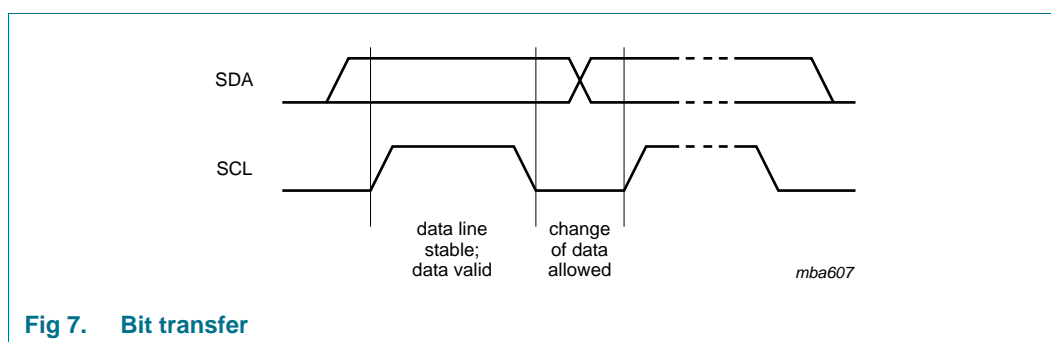 SDA
SCL
data line
stable;
data valid
change
of data
allowed
mba607
Fig 7. Bit transfer